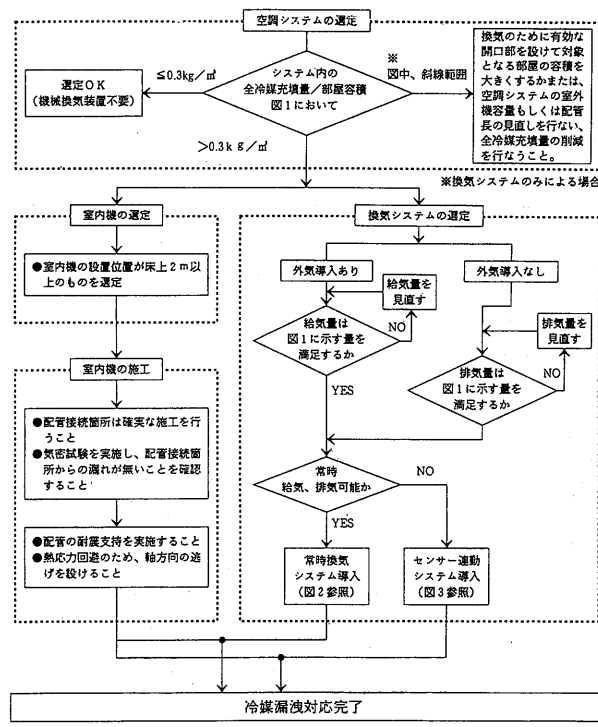 空調システムの選定
システム内の
全冷媒充填量／部屋容積
図1において
≦0.3kg／㎥
選定OK
(機械換気装置不要)
※
図中、斜線範囲
換気のために有効な
開口部を設けて対象
となる部屋の容積を
大きくするかまたは、
空調システムの室外
機容量もしくは配管
長の見直しを行ない、
全冷媒充填量の削減
を行なうこと。
＞0.3kg／㎥
※換気システムのみによる場合
室内機の選定
●室内機の設置位置が床上2m以
上のものを選定
室内機の施工
●配管接続箇所は確実な施工を行
うこと
●気密試験を実施し、配管接続箇
所からの漏れが無いことを確認
すること
●配管の耐震支持を実施すること
●熱応力回避のため、軸方向の逃
げを設けること
換気システムの選定
外気導入あり
外気導入なし
給気量を
見直す
給気量は
図1に示す量を
満足するか
NO
YES
排気量を
見直す
排気量は
図1に示す量を
満足するか
NO
YES
常時
給気、排気可能か
NO
YES
常時換気
システム導入
(図2参照)
センサー連動
システム導入
(図3参照)
冷媒漏洩対応完了